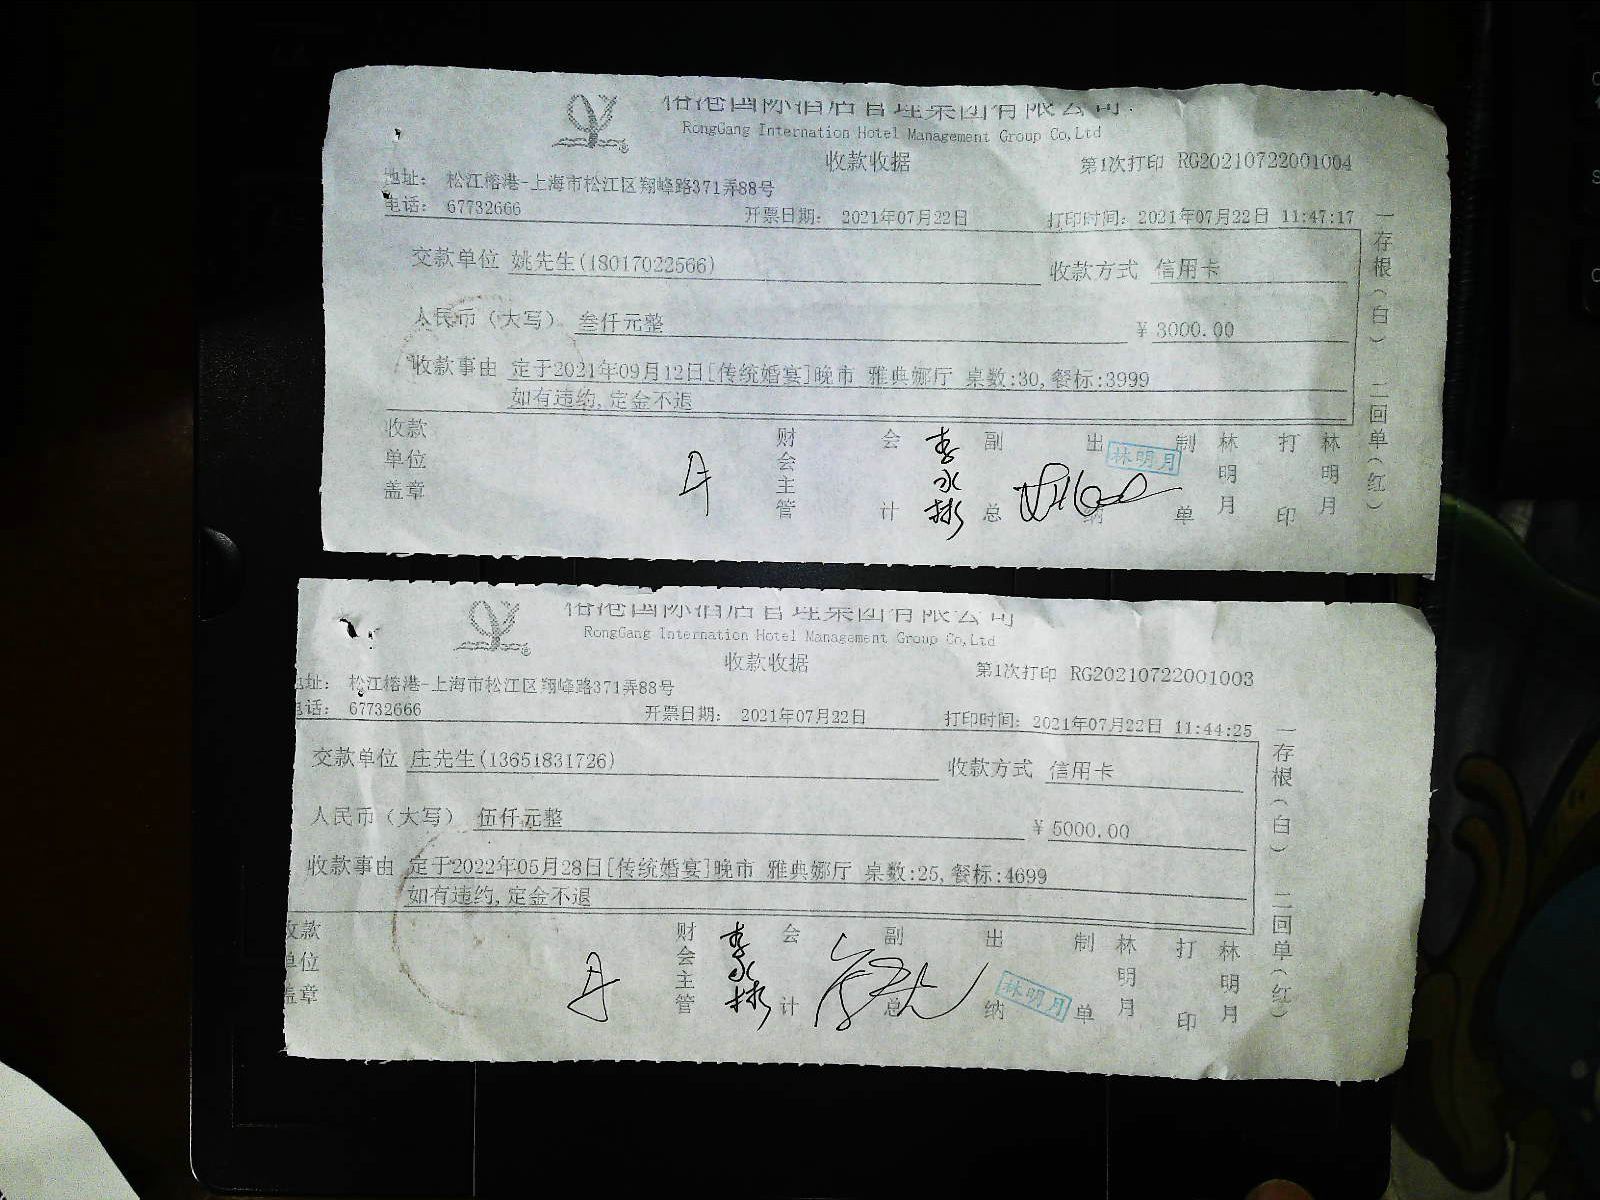 榕港国际酒店管理集团有限公司
RongGang Internation Hotel Management Group Co,Ltd
收款收据 第1次打印 RG20210722001004
地址： 松江榕港-上海市松江区翔峰路371弄88号
电话： 67732666 开票日期： 2021年07月22日 打印时间： 2021年07月22日 11:47:17
交款单位 姚先生(18017022566) 收款方式 信用卡
人民币（大写） 叁仟元整 ￥3000.00
收款事由 定于2021年09月12日[传统婚宴]晚市 雅典娜厅 桌数:30,餐标:3999
如有违约,定金不退
收款单位盖章 财会主管 会计 李永彬 副总 出纳 林明月 制单 林明月 打印 林明月
一存根（白） 二回单（红）
榕港国际酒店管理集团有限公司
RongGang Internation Hotel Management Group Co,Ltd
收款收据 第1次打印 RG20210722001003
地址： 松江榕港-上海市松江区翔峰路371弄88号
电话： 67732666 开票日期： 2021年07月22日 打印时间： 2021年07月22日 11:44:25
交款单位 庄先生(13651831726) 收款方式 信用卡
人民币（大写） 伍仟元整 ￥5000.00
收款事由 定于2022年05月28日[传统婚宴]晚市 雅典娜厅 桌数:25,餐标:4699
如有违约,定金不退
收款单位盖章 财会主管 李永彬 会计 副总 出纳 林明月 制单 林明月 打印 林明月
一存根（白） 二回单（红）